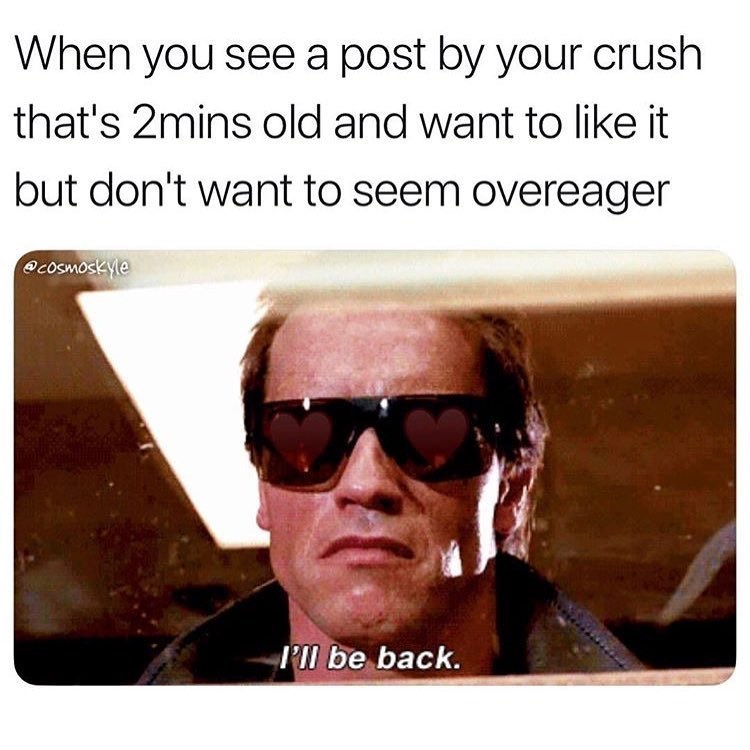 When you see a post by your crush
that's 2mins old and want to like it
but don't want to seem overeager
@cosmoskyle
I'll be back.